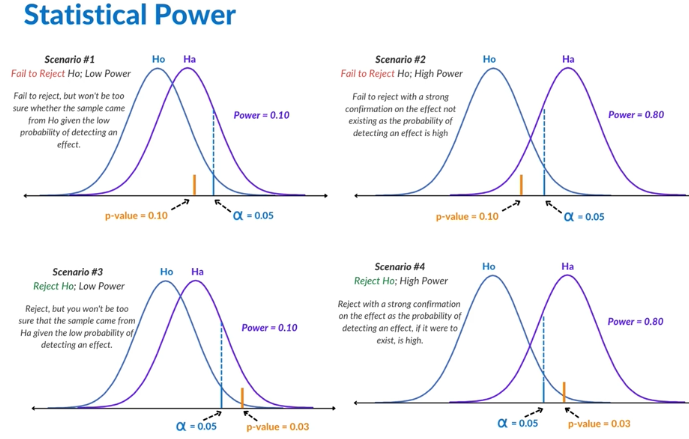 Statistical Power
Scenario #1
Fail to Reject Ho; Low Power
Fail to reject, but won't be too
sure whether the sample came
from Ho given the low
probability of detecting an
effect.
Ho
Ha
Power = 0.10
p-value = 0.10
α = 0.05
Scenario #2
Fail to Reject Ho; High Power
Fail to reject with a strong
confirmation on the effect not
existing as the probability of
detecting an effect is high
Ho
Ha
Power = 0.80
p-value = 0.10
α = 0.05
Scenario #3
Reject Ho; Low Power
Reject, but you won't be too
sure that the sample came from
Ha given the low probability of
detecting an effect.
Ho
Ha
Power = 0.10
α = 0.05
p-value = 0.03
Scenario #4
Reject Ho; High Power
Reject with a strong confirmation
on the effect as the probability of
detecting an effect, if it were to
exist, is high.
Ho
Ha
Power = 0.80
α = 0.05
p-value = 0.03